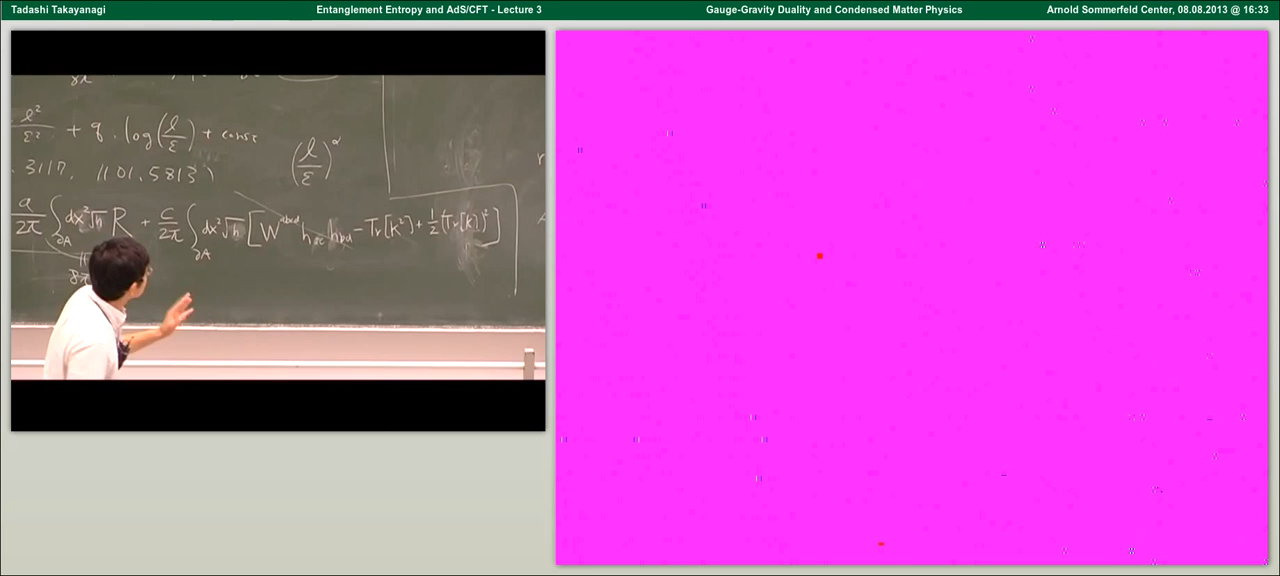 Tadashi Takayanagi Entanglement Entropy and AdS/CFT - Lecture 3 Gauge-Gravity Duality and Condensed Matter Physics Arnold Sommerfeld Center, 08.08.2013 @ 16:33
ℓ²/ε² + q . log(ℓ/ε) + const (ℓ/ε)^α
. 3117, 1101.5813)
a/2π ∫_∂A dx²√h R + c/2π ∫_∂A dx²√h [W^abcd h_ac h_bd - Tr[k²] + 1/2 (Tr[k])²]